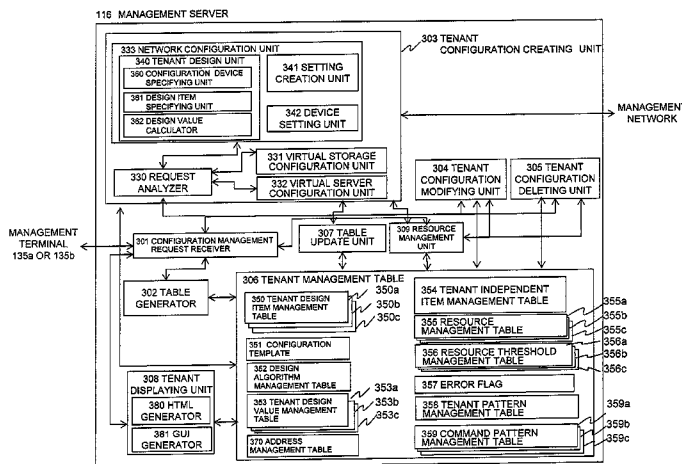 116 MANAGEMENT SERVER
303 TENANT
CONFIGURATION CREATING UNIT
333 NETWORK CONFIGURATION UNIT
340 TENANT DESIGN UNIT
360 CONFIGURATION DEVICE
SPECIFYING UNIT
361 DESIGN ITEM
SPECIFYING UNIT
362 DESIGN VALUE
CALCULATOR
341 SETTING
CREATION UNIT
342 DEVICE
SETTING UNIT
MANAGEMENT
NETWORK
331 VIRTUAL STORAGE
CONFIGURATION UNIT
330 REQUEST
ANALYZER
332 VIRTUAL SERVER
CONFIGURATION UNIT
304 TENANT
CONFIGURATION
MODIFYING UNIT
305 TENANT
CONFIGURATION
DELETING UNIT
MANAGEMENT
TERMINAL
135a OR 135b
301 CONFIGURATION MANAGEMENT
REQUEST RECEIVER
307 TABLE
UPDATE UNIT
309 RESOURCE
MANAGEMENT
UNIT
302 TABLE
GENERATOR
306 TENANT MANAGEMENT TABLE
350 TENANT DESIGN
ITEM MANAGEMENT
TABLE
350a
350b
350c
351 CONFIGURATION
TEMPLATE
352 DESIGN
ALGORITHM
MANAGEMENT TABLE
353 TENANT DESIGN
VALUE MANAGEMENT
TABLE
353a
353b
353c
370 ADDRESS
MANAGEMENT TABLE
354 TENANT INDEPENDENT
ITEM MANAGEMENT TABLE
355 RESOURCE
MANAGEMENT TABLE
355a
355b
355c
356 RESOURCE THRESHOLD
MANAGEMENT TABLE
356a
356b
356c
357 ERROR FLAG
358 TENANT PATTERN
MANAGEMENT TABLE
359 COMMAND PATTERN
MANAGEMENT TABLE
359a
359b
359c
308 TENANT
DISPLAYING UNIT
380 HTML
GENERATOR
381 GUI
GENERATOR